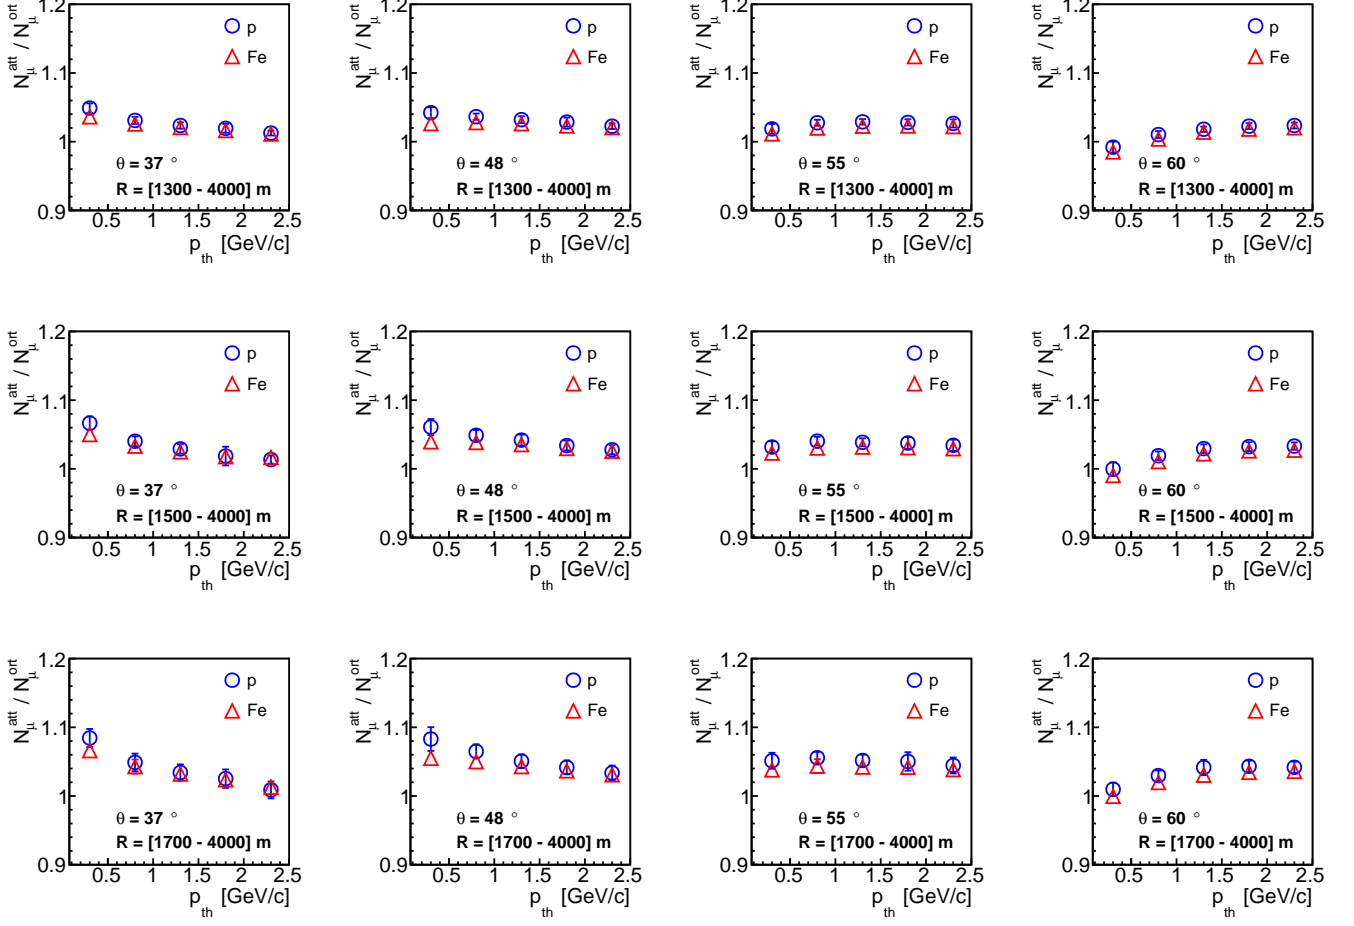 N_μ^att / N_μ^ort
1.2
1.1
1
0.9
p
Fe
θ = 37 °
R = [1300 - 4000] m
0.5 1 1.5 2 2.5
p_th [GeV/c]
N_μ^att / N_μ^ort
1.2
1.1
1
0.9
p
Fe
θ = 48 °
R = [1300 - 4000] m
0.5 1 1.5 2 2.5
p_th [GeV/c]
N_μ^att / N_μ^ort
1.2
1.1
1
0.9
p
Fe
θ = 55 °
R = [1300 - 4000] m
0.5 1 1.5 2 2.5
p_th [GeV/c]
N_μ^att / N_μ^ort
1.2
1.1
1
0.9
p
Fe
θ = 60 °
R = [1300 - 4000] m
0.5 1 1.5 2 2.5
p_th [GeV/c]
N_μ^att / N_μ^ort
1.2
1.1
1
0.9
p
Fe
θ = 37 °
R = [1500 - 4000] m
0.5 1 1.5 2 2.5
p_th [GeV/c]
N_μ^att / N_μ^ort
1.2
1.1
1
0.9
p
Fe
θ = 48 °
R = [1500 - 4000] m
0.5 1 1.5 2 2.5
p_th [GeV/c]
N_μ^att / N_μ^ort
1.2
1.1
1
0.9
p
Fe
θ = 55 °
R = [1500 - 4000] m
0.5 1 1.5 2 2.5
p_th [GeV/c]
N_μ^att / N_μ^ort
1.2
1.1
1
0.9
p
Fe
θ = 60 °
R = [1500 - 4000] m
0.5 1 1.5 2 2.5
p_th [GeV/c]
N_μ^att / N_μ^ort
1.2
1.1
1
0.9
p
Fe
θ = 37 °
R = [1700 - 4000] m
0.5 1 1.5 2 2.5
p_th [GeV/c]
N_μ^att / N_μ^ort
1.2
1.1
1
0.9
p
Fe
θ = 48 °
R = [1700 - 4000] m
0.5 1 1.5 2 2.5
p_th [GeV/c]
N_μ^att / N_μ^ort
1.2
1.1
1
0.9
p
Fe
θ = 55 °
R = [1700 - 4000] m
0.5 1 1.5 2 2.5
p_th [GeV/c]
N_μ^att / N_μ^ort
1.2
1.1
1
0.9
p
Fe
θ = 60 °
R = [1700 - 4000] m
0.5 1 1.5 2 2.5
p_th [GeV/c]